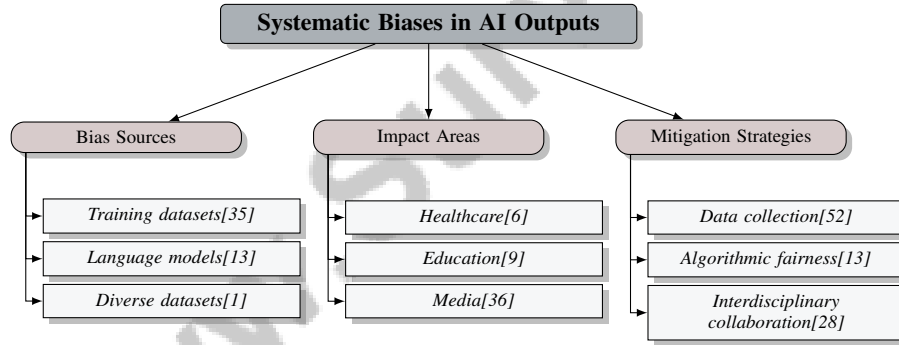 Systematic Biases in AI Outputs
Bias Sources
Impact Areas
Mitigation Strategies
Training datasets[35]
Language models[13]
Diverse datasets[1]
Healthcare[6]
Education[9]
Media[36]
Data collection[52]
Algorithmic fairness[13]
Interdisciplinary
collaboration[28]